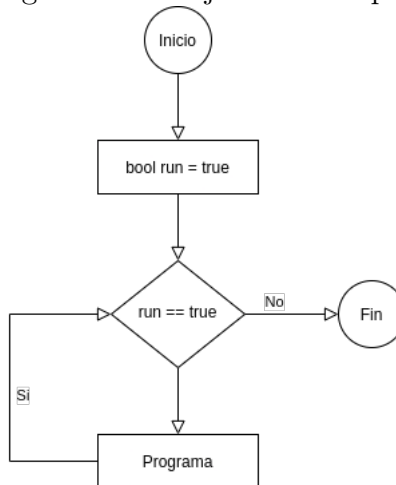 Inicio
bool run = true
run == true
No
Fin
Si
Programa